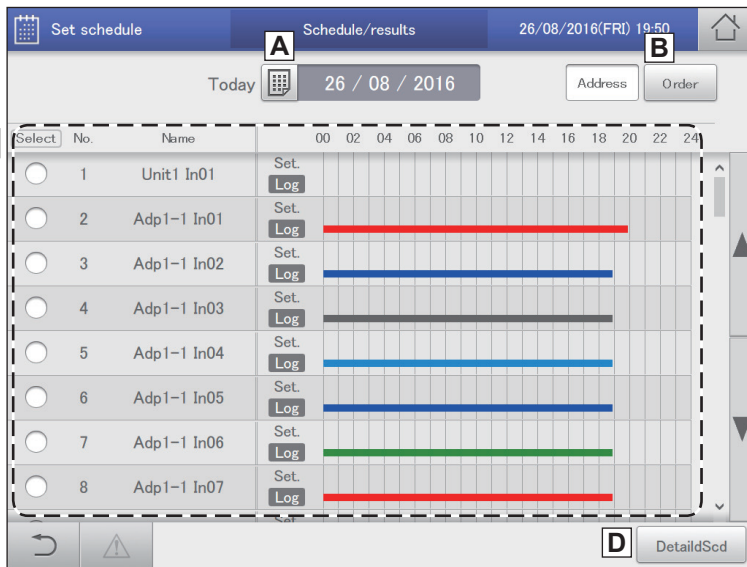 Set schedule Schedule/results 26/08/2016(FRI) 19:50
A B
Today 26 / 08 / 2016 Address Order
Select No. Name 00 02 04 06 08 10 12 14 16 18 20 22 24
Set.
1 Unit1 In01
Log
Set.
2 Adp1-1 In01
Log
Set.
3 Adp1-1 In02
Log
Set.
4 Adp1-1 In03
Log
Set.
5 Adp1-1 In04
Log
Set.
6 Adp1-1 In05
Log
Set.
7 Adp1-1 In06
Log
Set.
8 Adp1-1 In07
Log
Set.
D DetaildScd